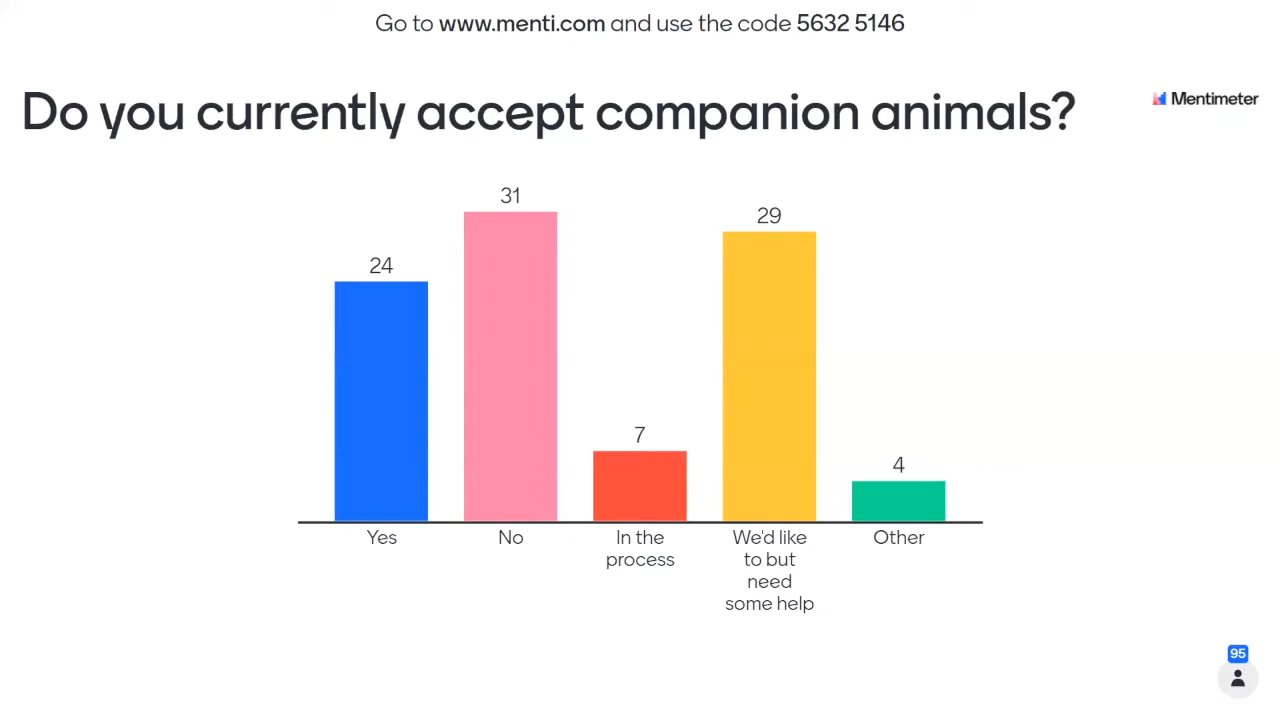 Go to www.menti.com and use the code 5632 5146
Do you currently accept companion animals?
Mentimeter
24
31
7
29
4
Yes
No
In the
process
We'd like
to but
need
some help
Other
95